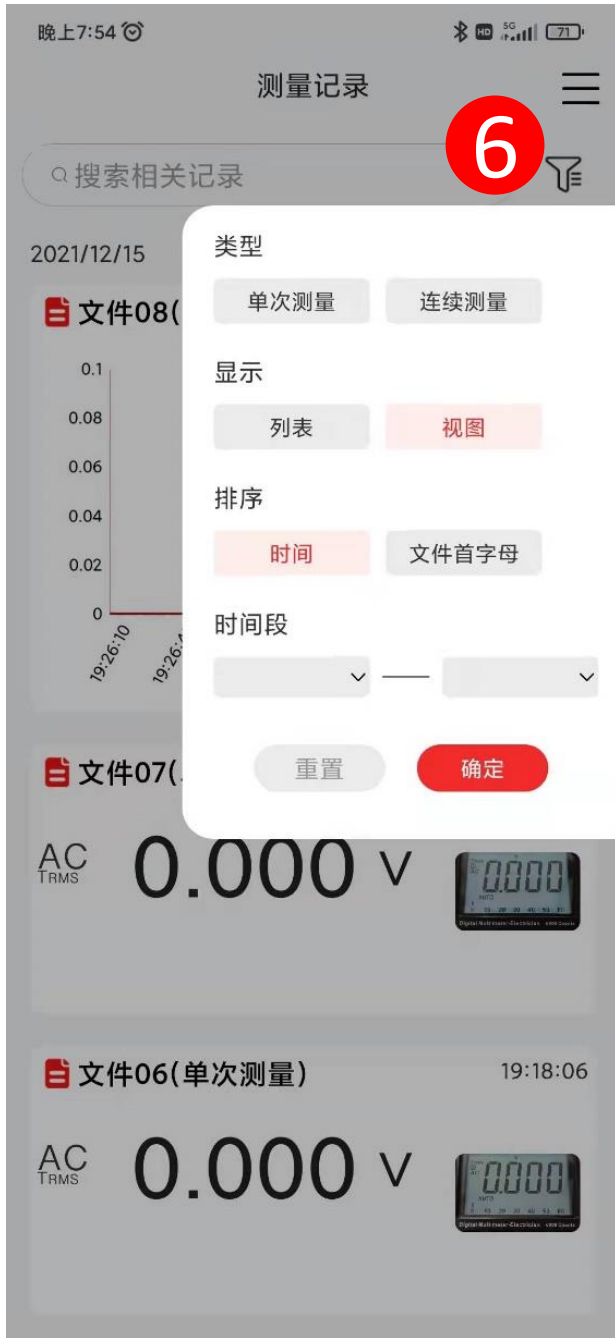 晚上7:54
HD 5G 71
测量记录
6
搜索相关记录
2021/12/15
类型
单次测量 连续测量
文件08(
显示
列表 视图
0.1
0.08
0.06
0.04
0.02
0
19:26:10
19:26:
排序
时间 文件首字母
时间段
重置 确定
文件07(
AC
TRMS
0.000 V
0.000
AUTO
文件06(单次测量)
19:18:06
AC
TRMS
0.000 V
0.000
AUTO